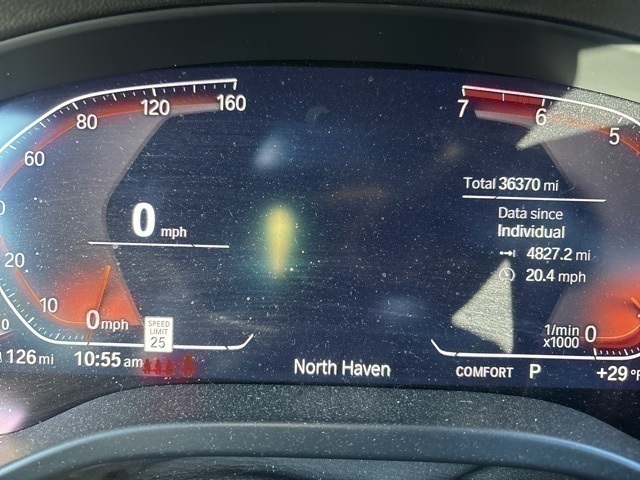 80
120
160
60
20
10
0 mph
0 mph
SPEED
LIMIT
25
126 mi
10:55 am
North Haven
7
6
5
Total 36370 mi
Data since
Individual
4827.2 mi
20.4 mph
1/min
x1000
0
COMFORT
P
+29 °F